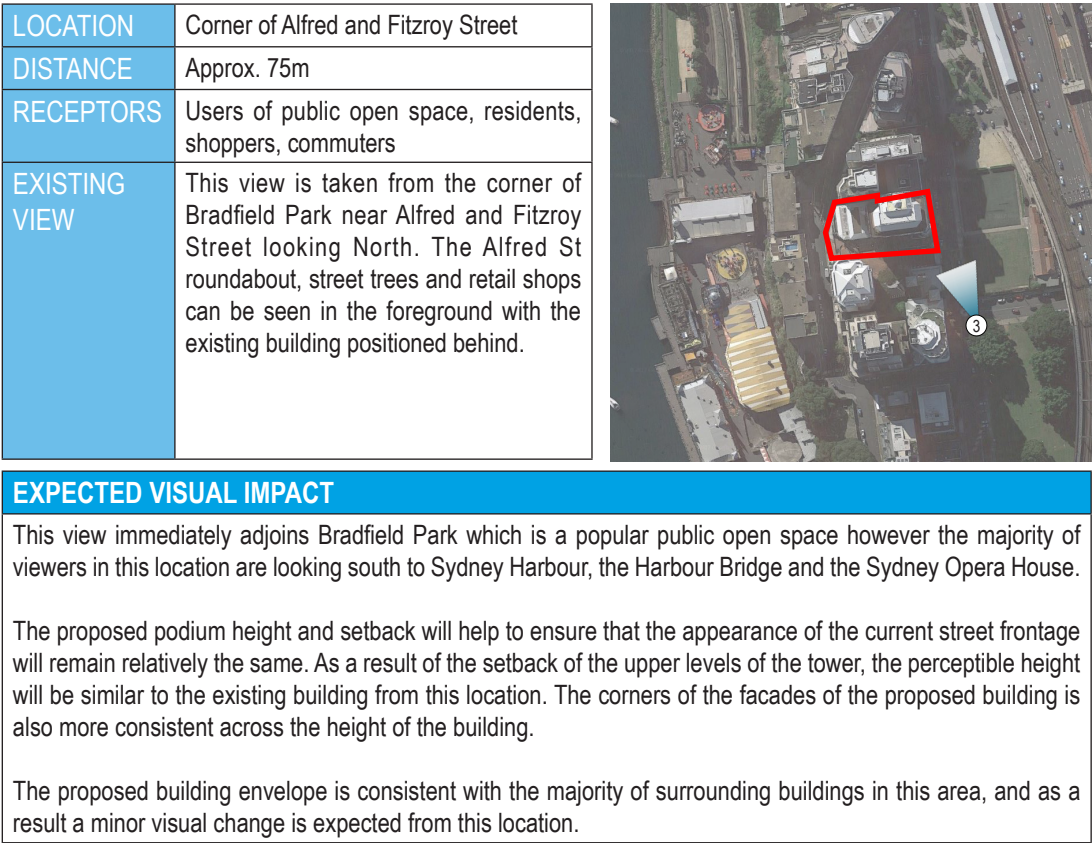 LOCATION
Corner of Alfred and Fitzroy Street
DISTANCE
Approx. 75m
RECEPTORS
Users of public open space, residents,
shoppers, commuters
EXISTING
VIEW
This view is taken from the corner of
Bradfield Park near Alfred and Fitzroy
Street looking North. The Alfred St
roundabout, street trees and retail shops
can be seen in the foreground with the
existing building positioned behind.
3
EXPECTED VISUAL IMPACT
This view immediately adjoins Bradfield Park which is a popular public open space however the majority of
viewers in this location are looking south to Sydney Harbour, the Harbour Bridge and the Sydney Opera House.
The proposed podium height and setback will help to ensure that the appearance of the current street frontage
will remain relatively the same. As a result of the setback of the upper levels of the tower, the perceptible height
will be similar to the existing building from this location. The corners of the facades of the proposed building is
also more consistent across the height of the building.
The proposed building envelope is consistent with the majority of surrounding buildings in this area, and as a
result a minor visual change is expected from this location.